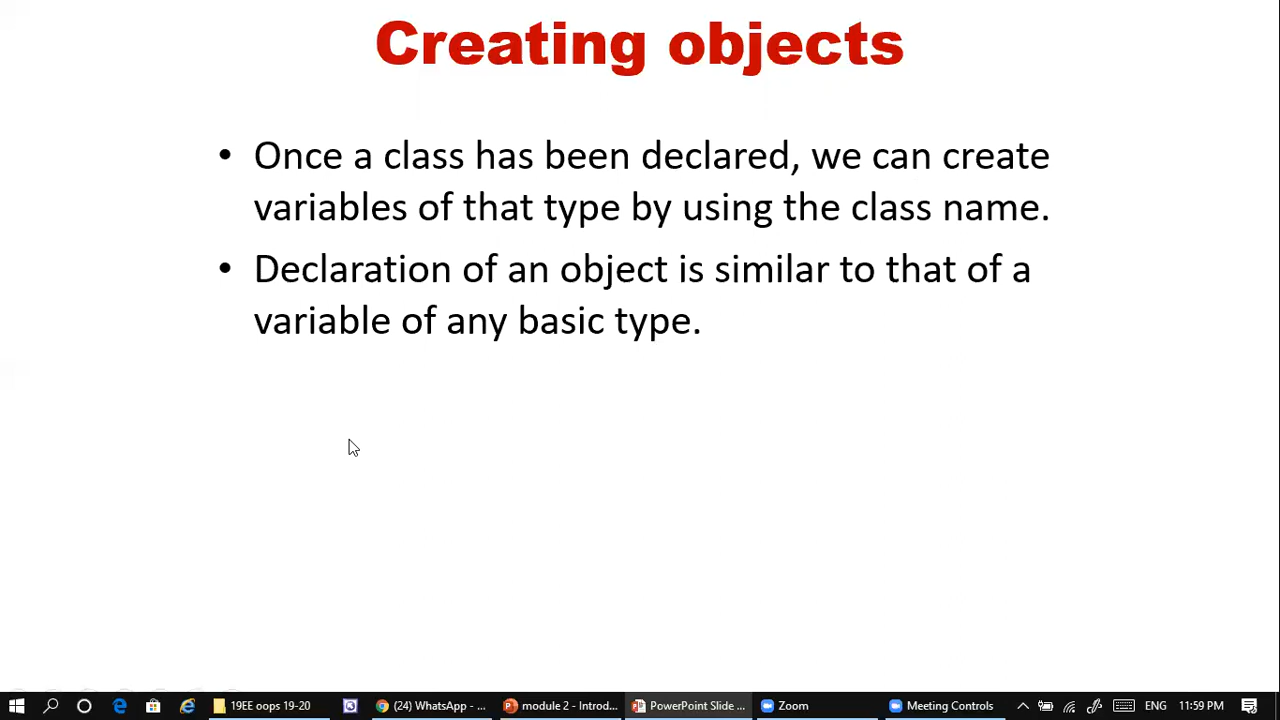 Creating objects
• Once a class has been declared, we can create
variables of that type by using the class name.
• Declaration of an object is similar to that of a
variable of any basic type.
19EE oops 19-20
(24) WhatsApp - ...
module 2 - Introd...
PowerPoint Slide ...
Zoom
Meeting Controls
ENG
11:59 PM